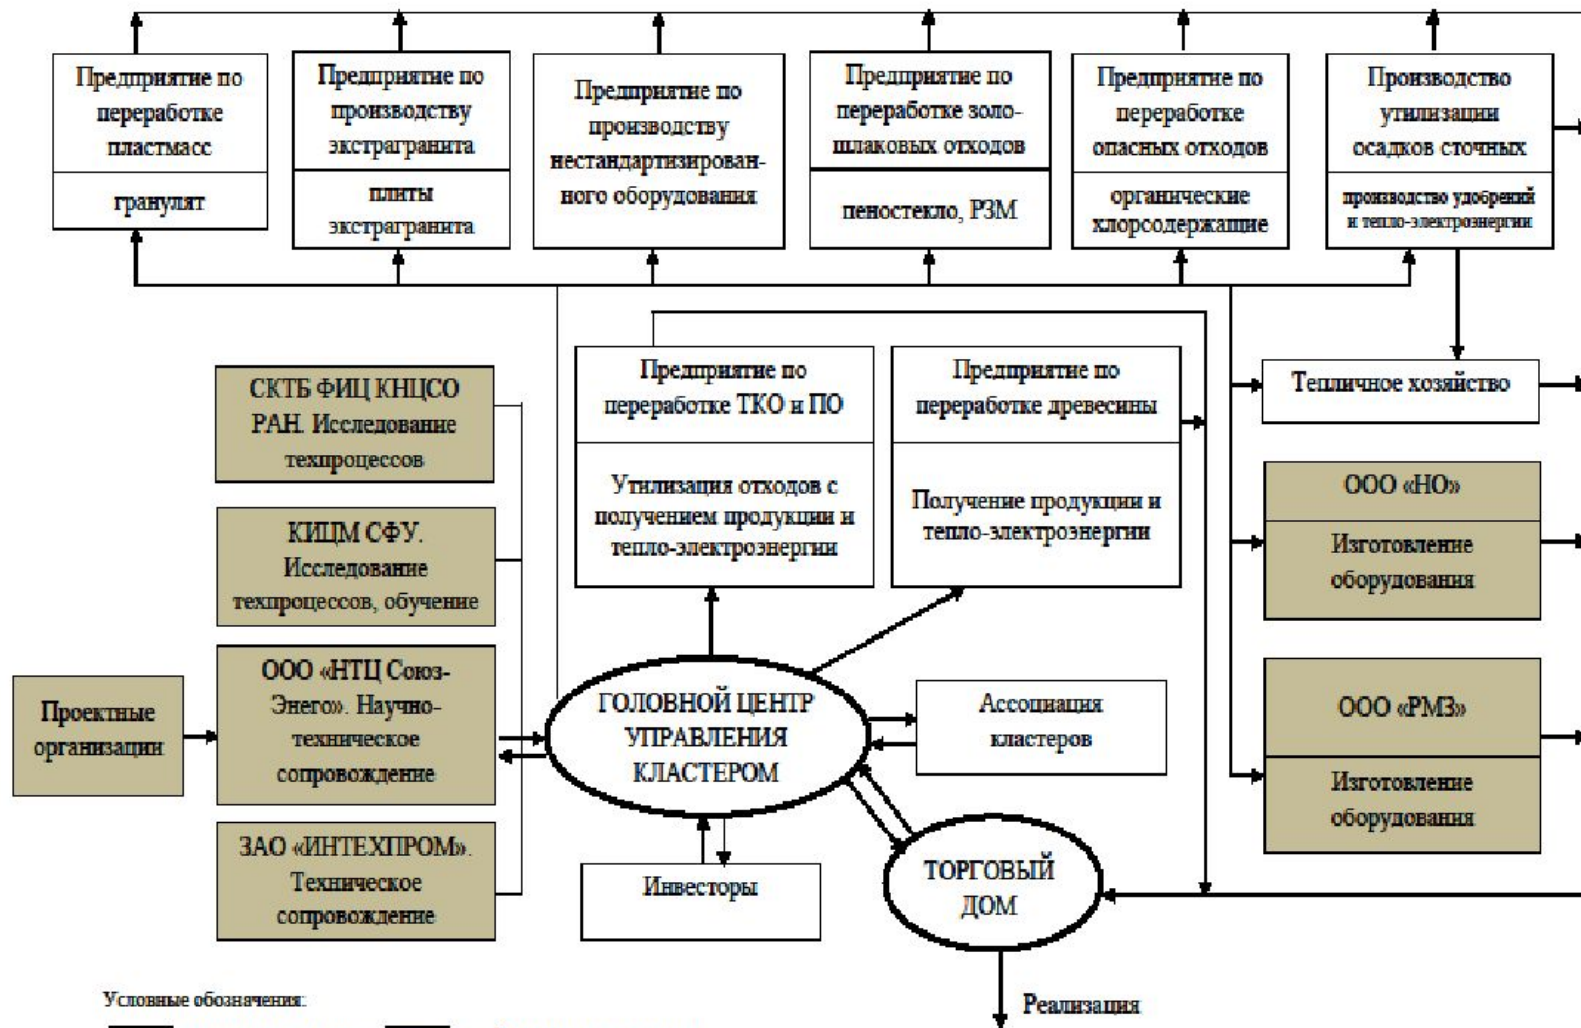 Предприятие по
переработке
пластмасс
гранулят
Предприятие по
производству
экстрагранита
плиты
экстрагранита
Предприятие по
производству
нестандартизирован-
ного оборудования
Предприятие по
переработке золо-
шлаковых отходов
пеностекло, РЗМ
Предприятие по
переработке
опасных отходов
органические
хлорсодержащие
Производство
утилизации
осадков сточных
производство удобрений
и тепло-электроэнергии
СКТБ ФИЦ КНЦСО
РАН. Исследование
техпроцессов
Предприятие по
переработке ТКО и ПО
Утилизация отходов с
получением продукции и
тепло-электроэнергии
Предприятие по
переработке древесины
Получение продукции и
тепло-электроэнергии
Тепличное хозяйство
ООО «НО»
Изготовление
оборудования
КИЦМ СФУ.
Исследование
техпроцессов, обучение
Проектные
организации
ООО «НТЦ Союз-
Энего». Научно-
техническое
сопровождение
ГОЛОВНОЙ ЦЕНТР
УПРАВЛЕНИЯ
КЛАСТЕРОМ
Ассоциация
кластеров
ООО «РМЗ»
Изготовление
оборудования
ЗАО «ИНТЕХПРОМ».
Техническое
сопровождение
Инвесторы
ТОРГОВЫЙ
ДОМ
Условные обозначения:
Реализация